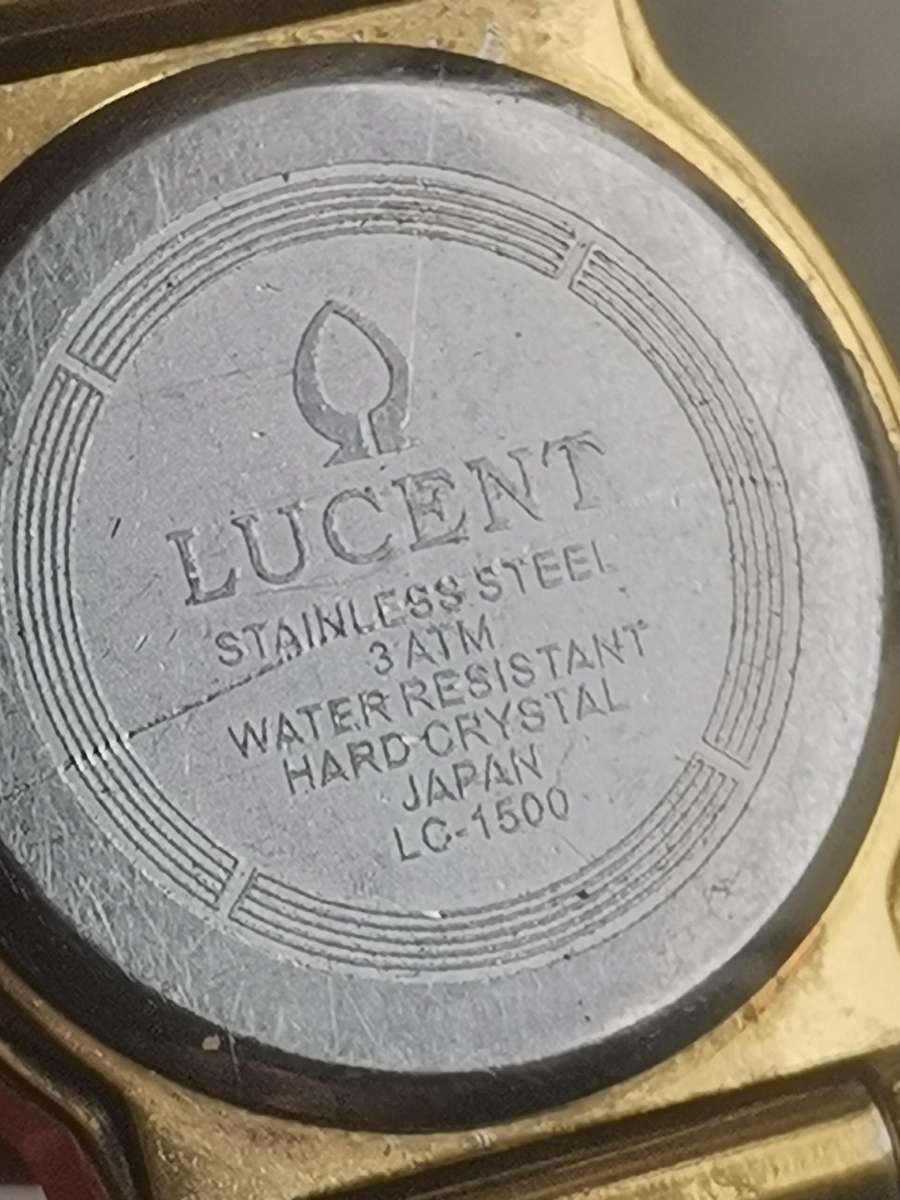 LUCENT
STAINLESS STEEL
3 ATM
WATER RESISTANT
HARD CRYSTAL
JAPAN
LC-1500